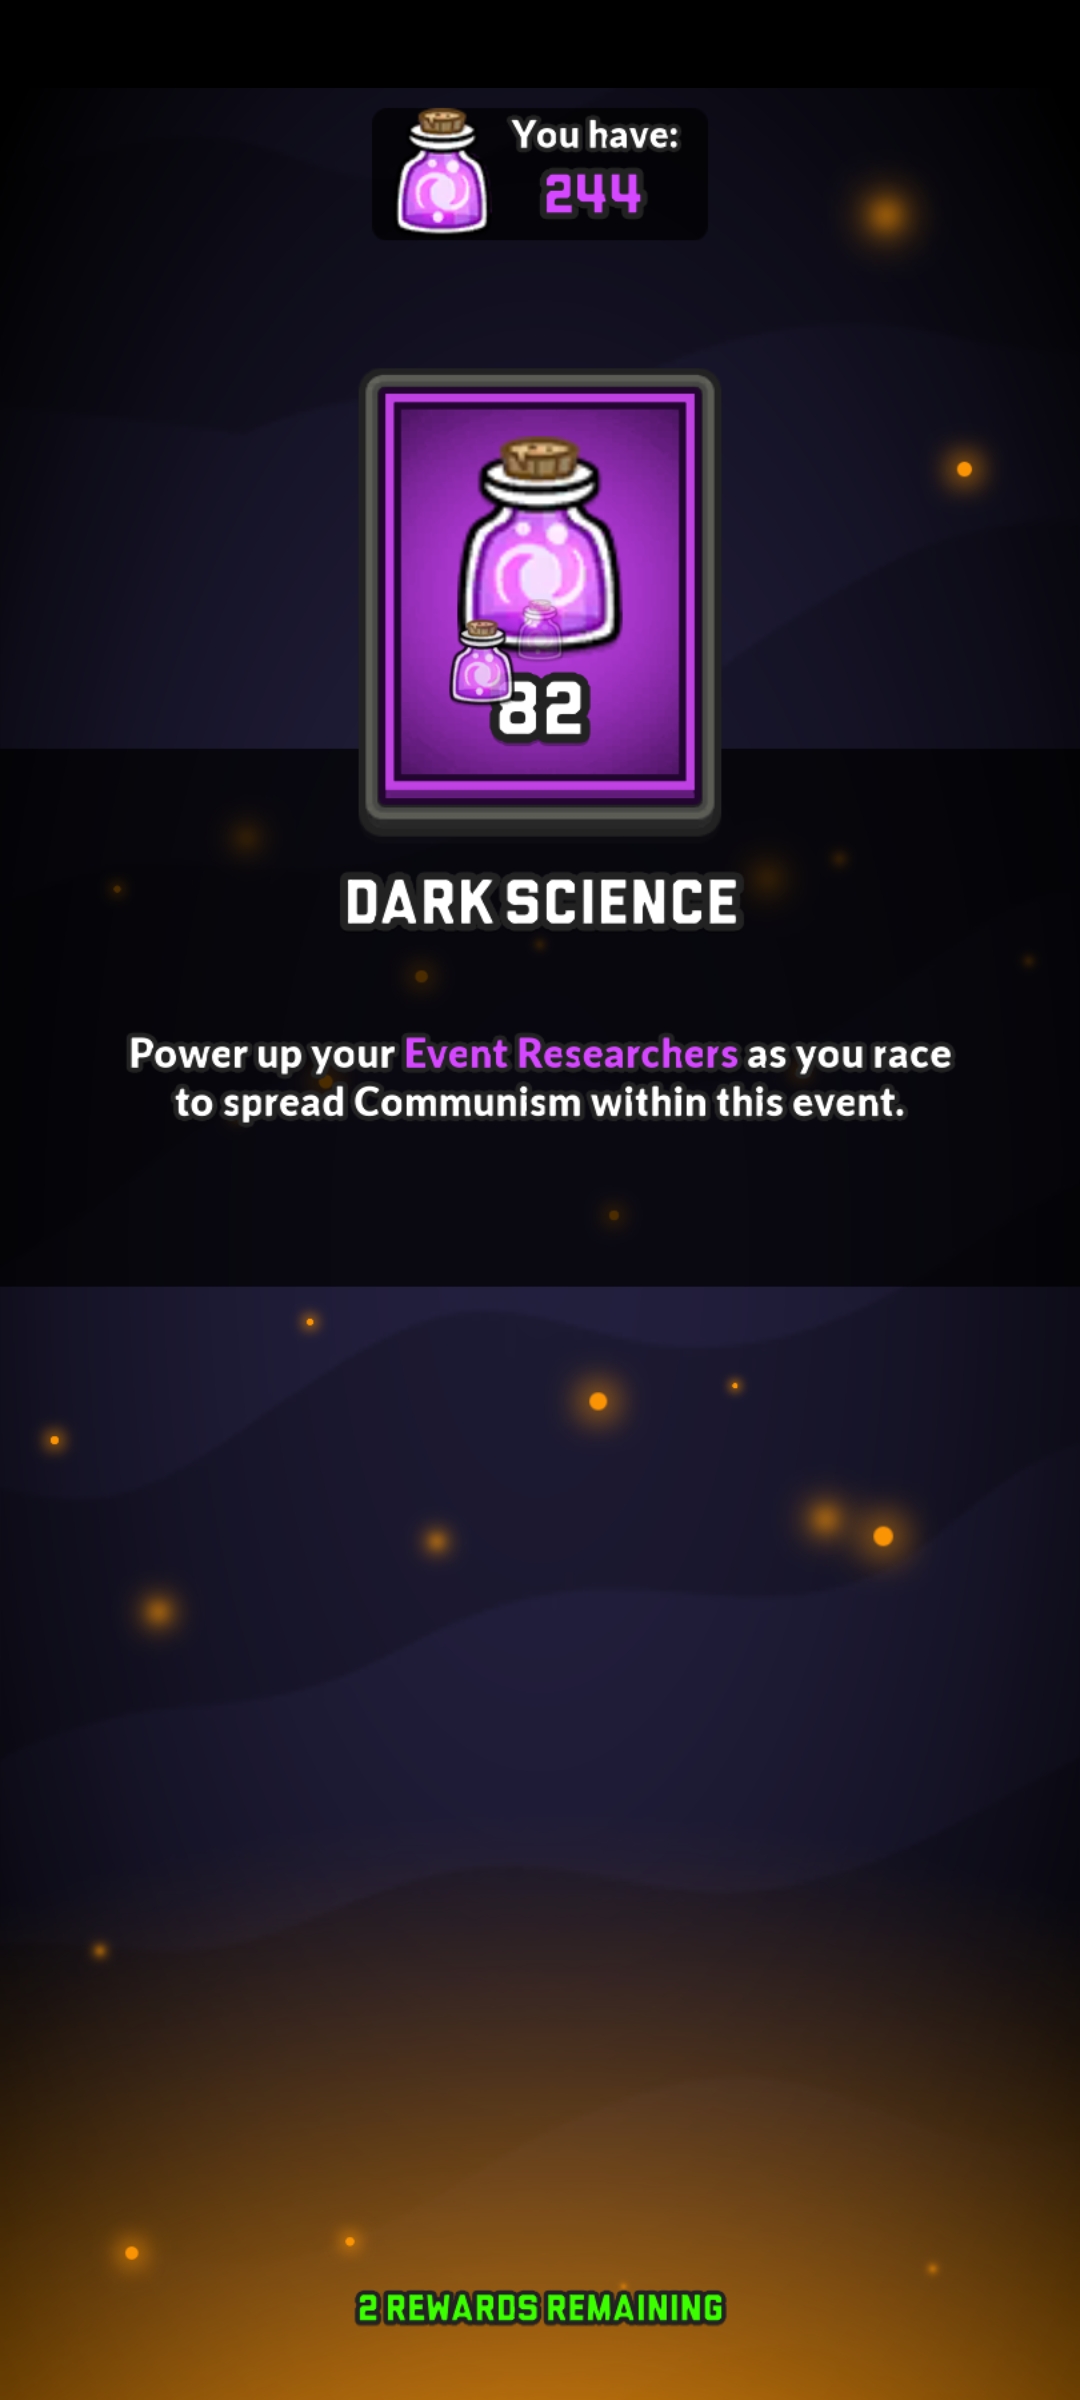 You have:
244
82
DARK SCIENCE
Power up your Event Researchers as you race
to spread Communism within this event.
2 REWARDS REMAINING